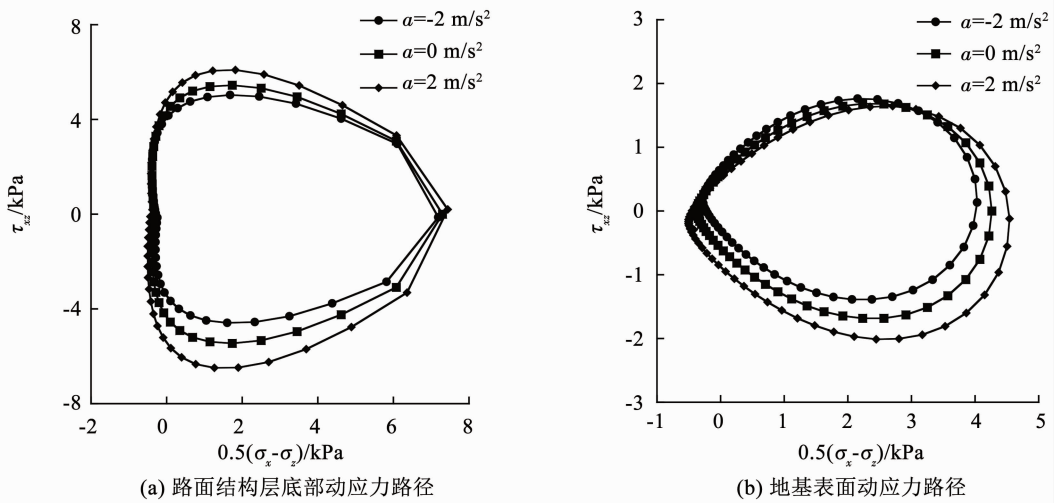 a=-2 m/s²
a=0 m/s²
a=2 m/s²
8
4
0
-4
-8
-2
0
2
4
6
8
τxz/kPa
0.5(σx-σz)/kPa
(a) 路面结构层底部动应力路径
a=-2 m/s²
a=0 m/s²
a=2 m/s²
3
2
1
0
-1
-2
-3
-1
0
1
2
3
4
5
τxz/kPa
0.5(σx-σz)/kPa
(b) 地基表面动应力路径